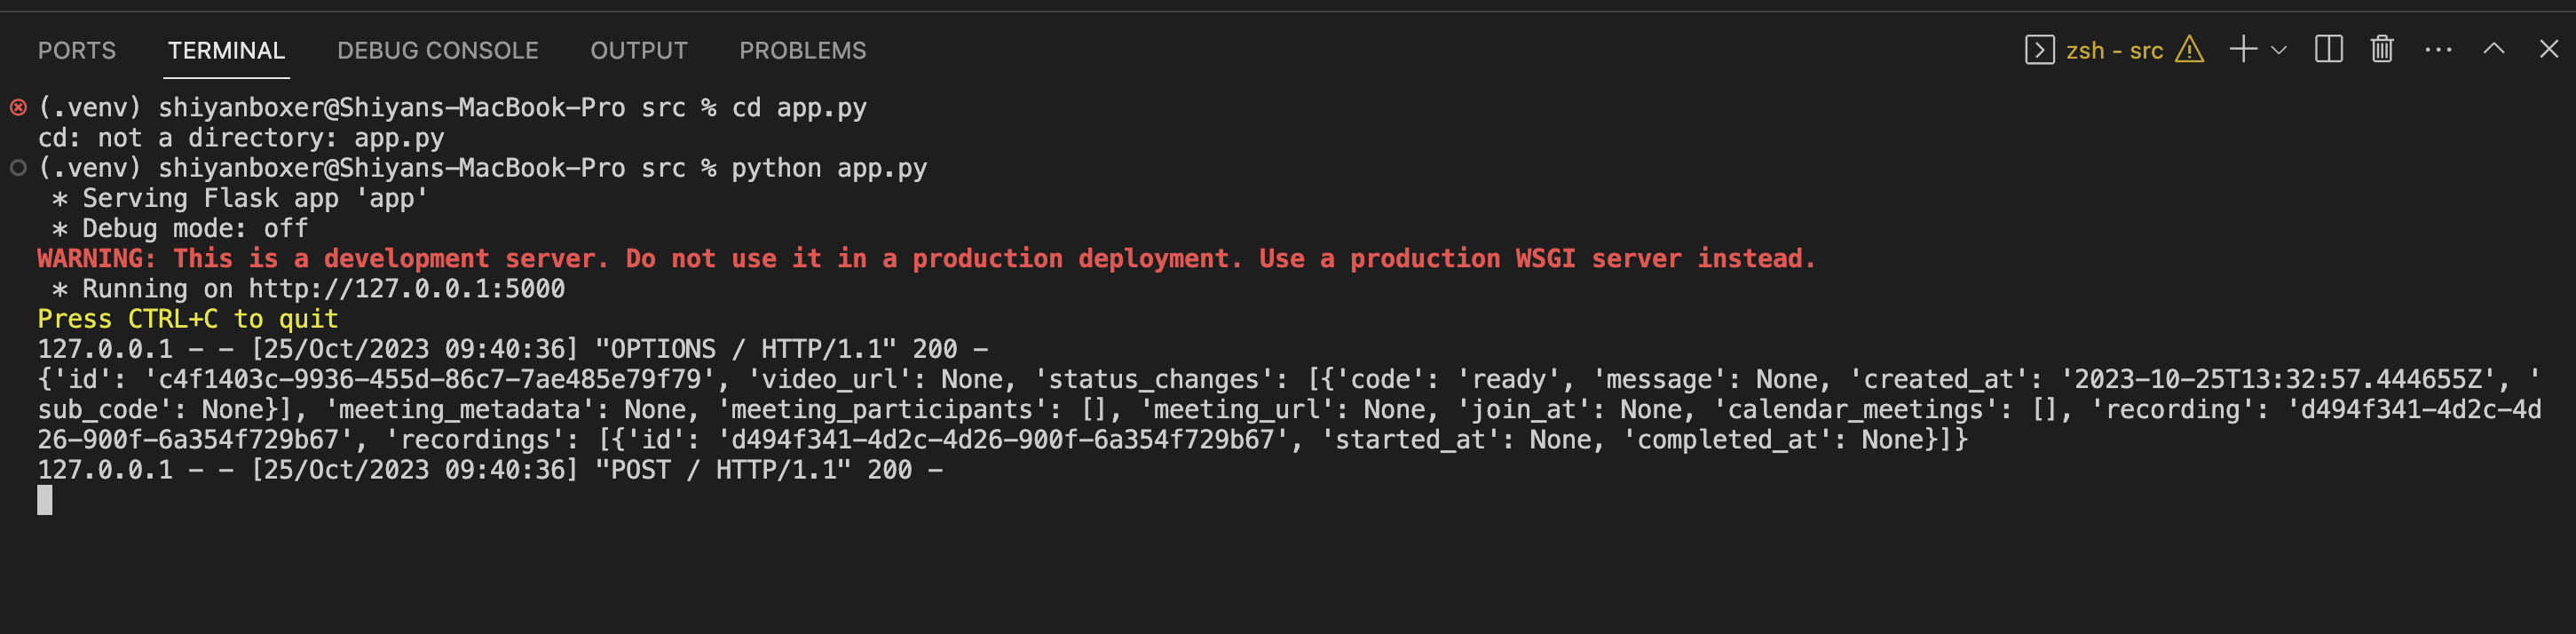 PORTS TERMINAL DEBUG CONSOLE OUTPUT PROBLEMS zsh - src
(.venv) shiyanboxer@Shiyans-MacBook-Pro src % cd app.py
cd: not a directory: app.py
(.venv) shiyanboxer@Shiyans-MacBook-Pro src % python app.py
 * Serving Flask app 'app'
 * Debug mode: off
WARNING: This is a development server. Do not use it in a production deployment. Use a production WSGI server instead.
 * Running on http://127.0.0.1:5000
Press CTRL+C to quit
127.0.0.1 - - [25/Oct/2023 09:40:36] "OPTIONS / HTTP/1.1" 200 -
{'id': 'c4f1403c-9936-455d-86c7-7ae485e79f79', 'video_url': None, 'status_changes': [{'code': 'ready', 'message': None, 'created_at': '2023-10-25T13:32:57.444655Z', '
sub_code': None}], 'meeting_metadata': None, 'meeting_participants': [], 'meeting_url': None, 'join_at': None, 'calendar_meetings': [], 'recording': 'd494f341-4d2c-4d
26-900f-6a354f729b67', 'recordings': [{'id': 'd494f341-4d2c-4d26-900f-6a354f729b67', 'started_at': None, 'completed_at': None}]}
127.0.0.1 - - [25/Oct/2023 09:40:36] "POST / HTTP/1.1" 200 -